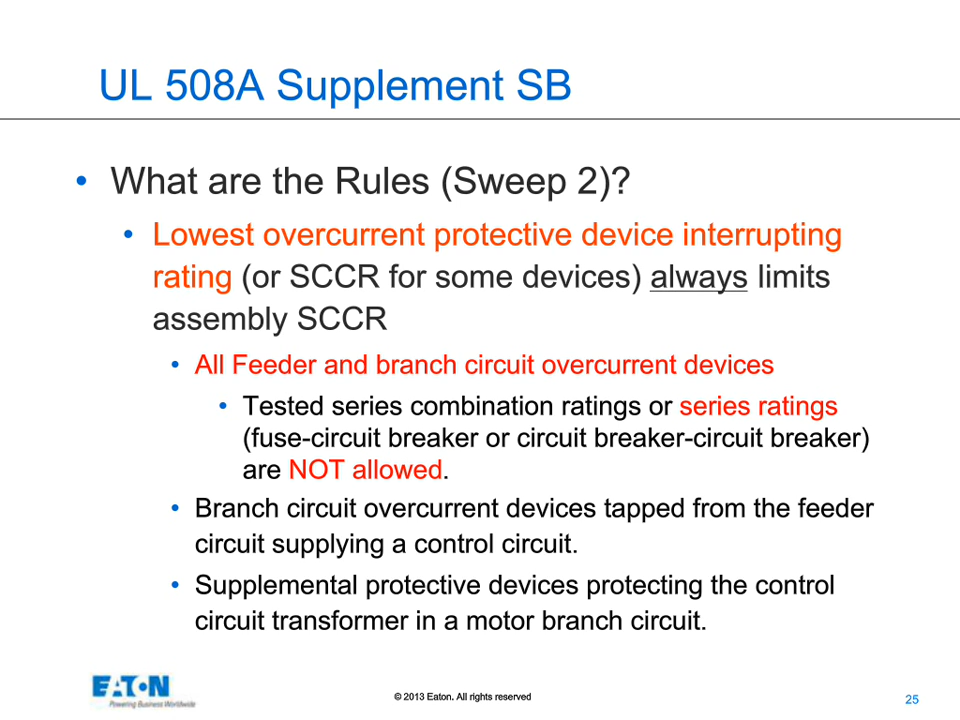 UL 508A Supplement SB
• What are the Rules (Sweep 2)?
• Lowest overcurrent protective device interrupting
rating (or SCCR for some devices) always limits
assembly SCCR
• All Feeder and branch circuit overcurrent devices
• Tested series combination ratings or series ratings
(fuse-circuit breaker or circuit breaker-circuit breaker)
are NOT allowed.
• Branch circuit overcurrent devices tapped from the feeder
circuit supplying a control circuit.
• Supplemental protective devices protecting the control
circuit transformer in a motor branch circuit.
EATON
Powering Business Worldwide
© 2013 Eaton. All rights reserved
25